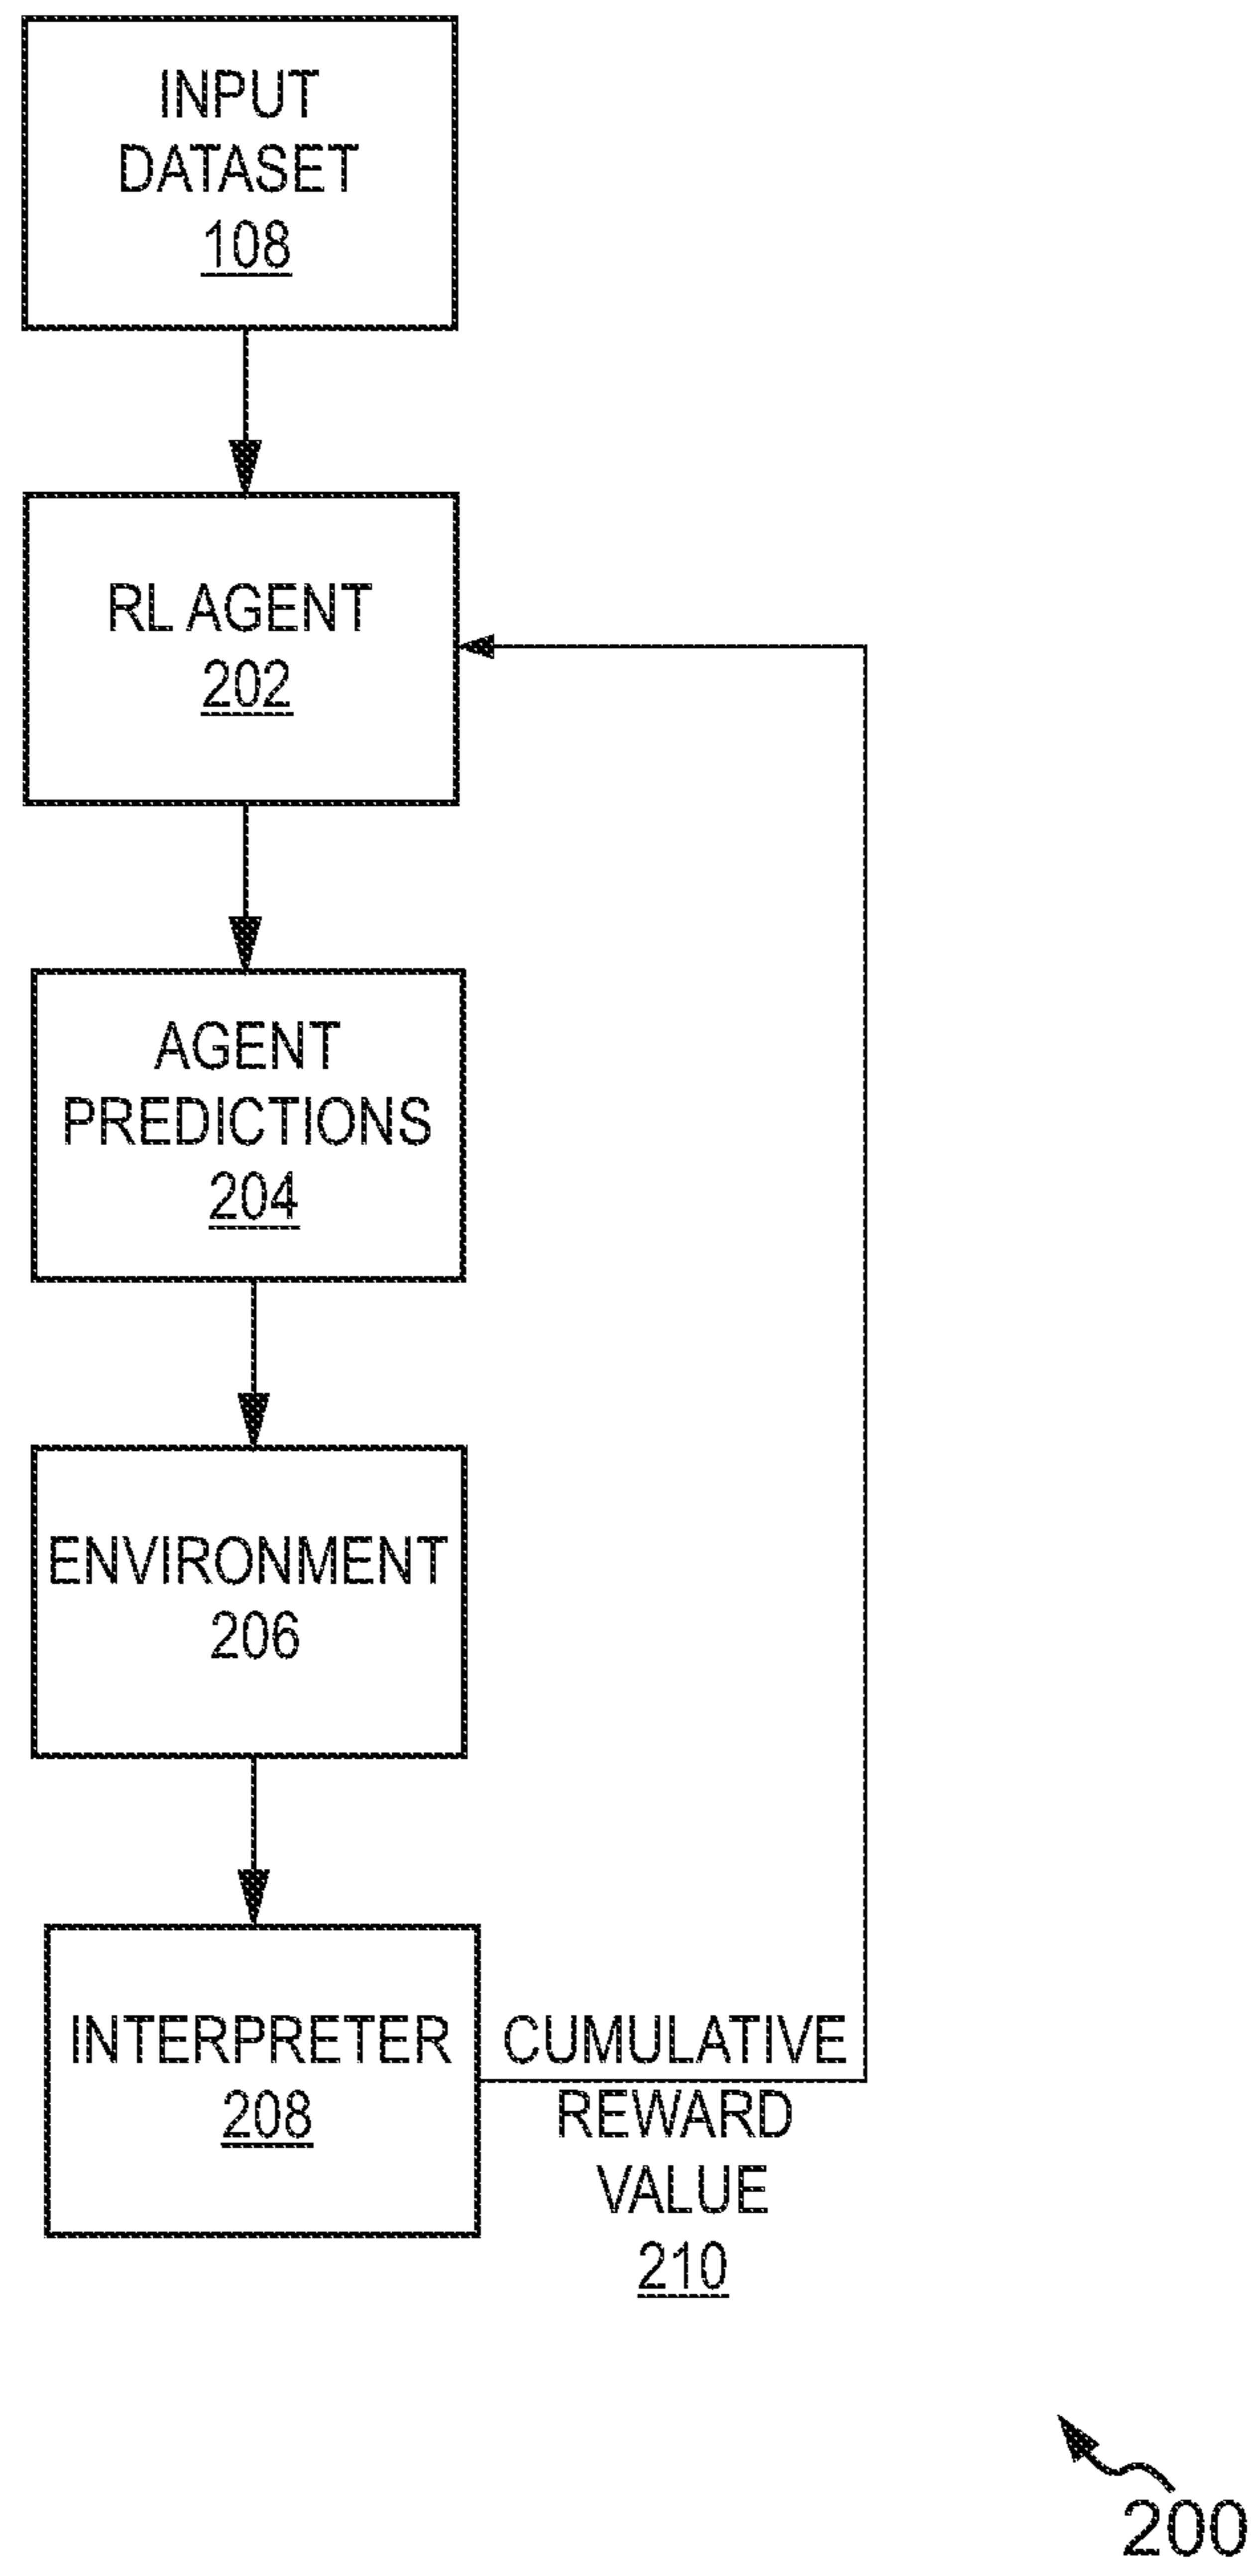 INPUT
DATASET
108
RL AGENT
202
AGENT
PREDICTIONS
204
ENVIRONMENT
206
INTERPRETER
208
CUMULATIVE
REWARD
VALUE
210
200